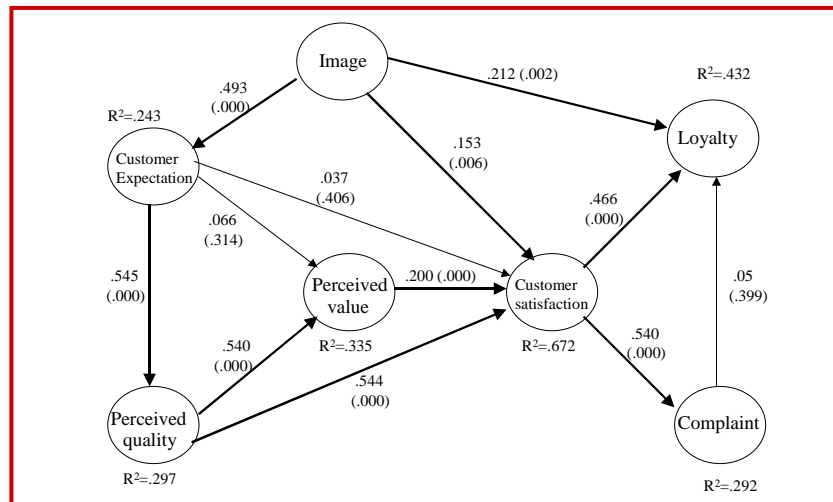 Image
.212 (.002)
R²=.432
.493
(.000)
R²=.243
.153
(.006)
Loyalty
Customer
Expectation
.037
(.406)
.466
(.000)
.066
(.314)
.545
(.000)
Perceived
value
.200 (.000)
Customer
satisfaction
.05
(.399)
R²=.335
R²=.672
.540
(.000)
.540
(.000)
.544
(.000)
Perceived
quality
Complaint
R²=.297
R²=.292